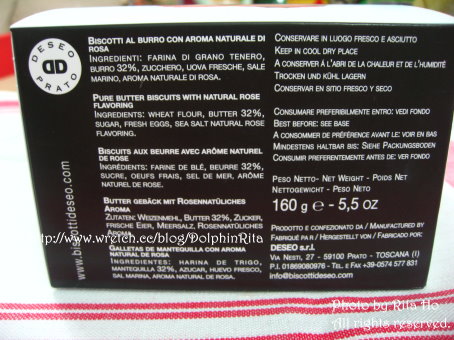 DESEO
PRATO
www.biscottideseo.com
BISCOTTI AL BURRO CON AROMA NATURALE DI
ROSA
INGREDIENTI: FARINA DI GRANO TENERO,
BURRO 32%, ZUCCHERO, UOVA FRESCHE, SALE
MARINO, AROMA NATURALE DI ROSA.
PURE BUTTER BISCUITS WITH NATURAL ROSE
FLAVORING
INGREDIENTS: WHEAT FLOUR, BUTTER 32%,
SUGAR, FRESH EGGS, SEA SALT NATURAL ROSE
FLAVORING.
BISCUITS AUX BEURRE AVEC ARÔME NATUREL
DE ROSE
INGRÉDIENTS: FARINE DE BLÉ, BEURRE 32%,
SUCRE, OEUFS FRAIS, SEL DE MER, ARÔME
NATUREL DE ROSE.
BUTTER GEBÄCK MIT ROSENNATÜLICHES
AROMA
ZUTATEN: WEIZENMEHL, BUTTER 32%, ZUCKER,
FRISCHE EIER, MEERSALZ, ROSENNATÜLICHES
AROMA
GALLETAS DE MANTEQUILLA CON AROMA
NATURAL DE ROSA
INGREDIENTES: HARINA DE TRIGO,
MANTEQUILLA 32%, AZUCAR, HUEVO FRESCO,
SAL MARINA, AROMA NATURAL DE ROSA.
CONSERVARE IN LUOGO FRESCO E ASCIUTTO
KEEP IN COOL DRY PLACE
A CONSERVER À L'ABRI DE LA CHALEUR ET DE L'HUMIDITÉ
TROCKEN UND KÜHL LAGERN
CONSERVAR EN SITIO FRESCO Y SECO
CONSUMARE PREFERIBILMENTE ENTRO: VEDI FONDO
BEST BEFORE: SEE BASE
A CONSOMMER DE PRÉFÉRENCE AVANT LE: VOIR EN BAS
MINDESTENS HALTBAR BIS: SIEHE PACKUNGSBODEN
CONSUMIR PREFERENTEMENTE ANTES DE: VER FONDO
PESO NETTO- NET WEIGHT - POIDS NET
NETTOGEWICHT - PESO NETO
160 g e - 5,5 oz
PRODOTTO E CONFEZIONATO DA / MANUFACTURED BY
FABRIQUÉ PAR / HERGESTELLT VON / FABRICADO POR:
DESEO s.r.l.
VIA NESTI, 27 - 59100 PRATO - TOSCANA (I)
P.I. 01869080978 - TEL. E FAX +39-0574 577 831
info@biscottideseo.com
http://www.wretch.cc/blog/DolphinRita
Photo by Rita Ho
All rights reserved.